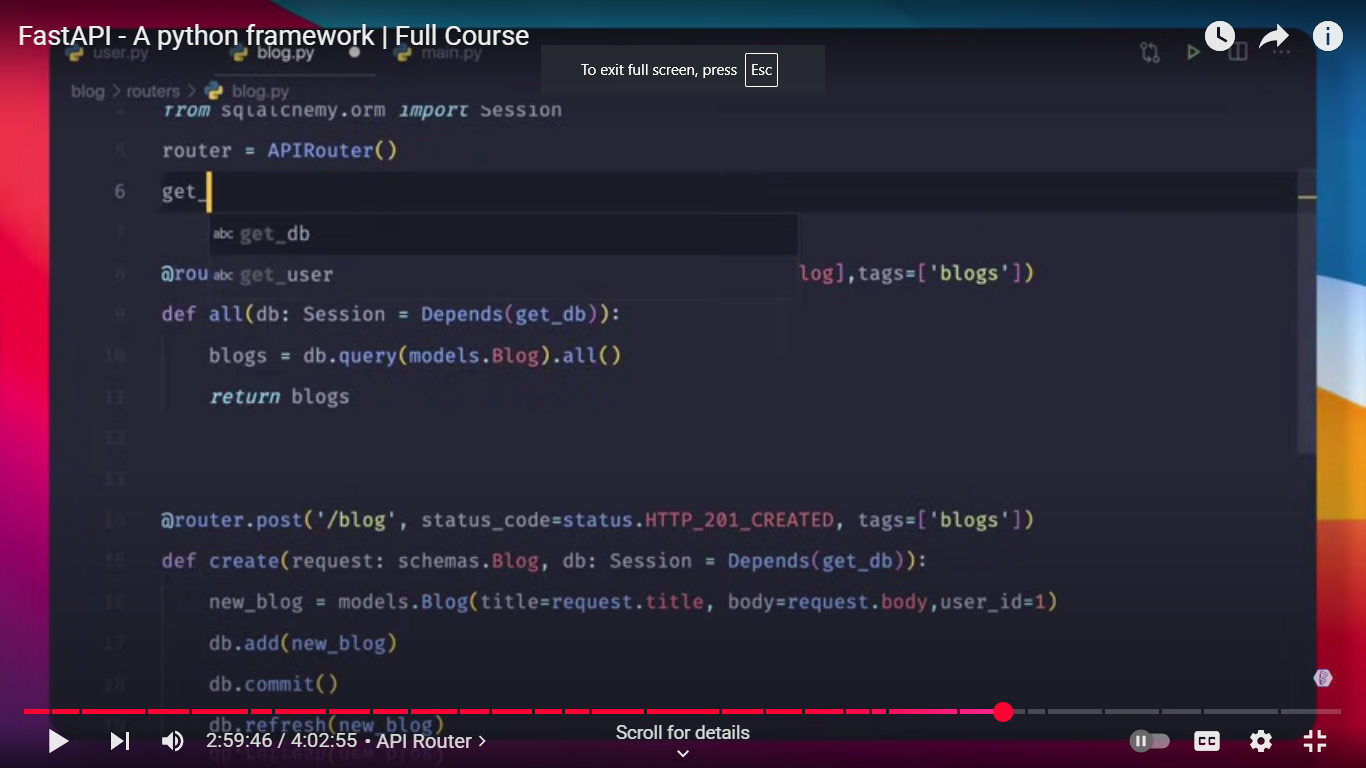 FastAPI - A python framework | Full Course
user.py blog.py main.py
To exit full screen, press Esc
blog > routers > blog.py
from sqlalchemy.orm import Session
5 router = APIRouter()
6 get_
7 abc get_db
abc get_user
8 @rou log],tags=['blogs'])
9 def all(db: Session = Depends(get_db)):
10 blogs = db.query(models.Blog).all()
11 return blogs
12
13
14 @router.post('/blog', status_code=status.HTTP_201_CREATED, tags=['blogs'])
15 def create(request: schemas.Blog, db: Session = Depends(get_db)):
16 new_blog = models.Blog(title=request.title, body=request.body,user_id=1)
17 db.add(new_blog)
18 db.commit()
19 db.refresh(new_blog)
Scroll for details
2:59:46 / 4:02:55 • API Router >
CC